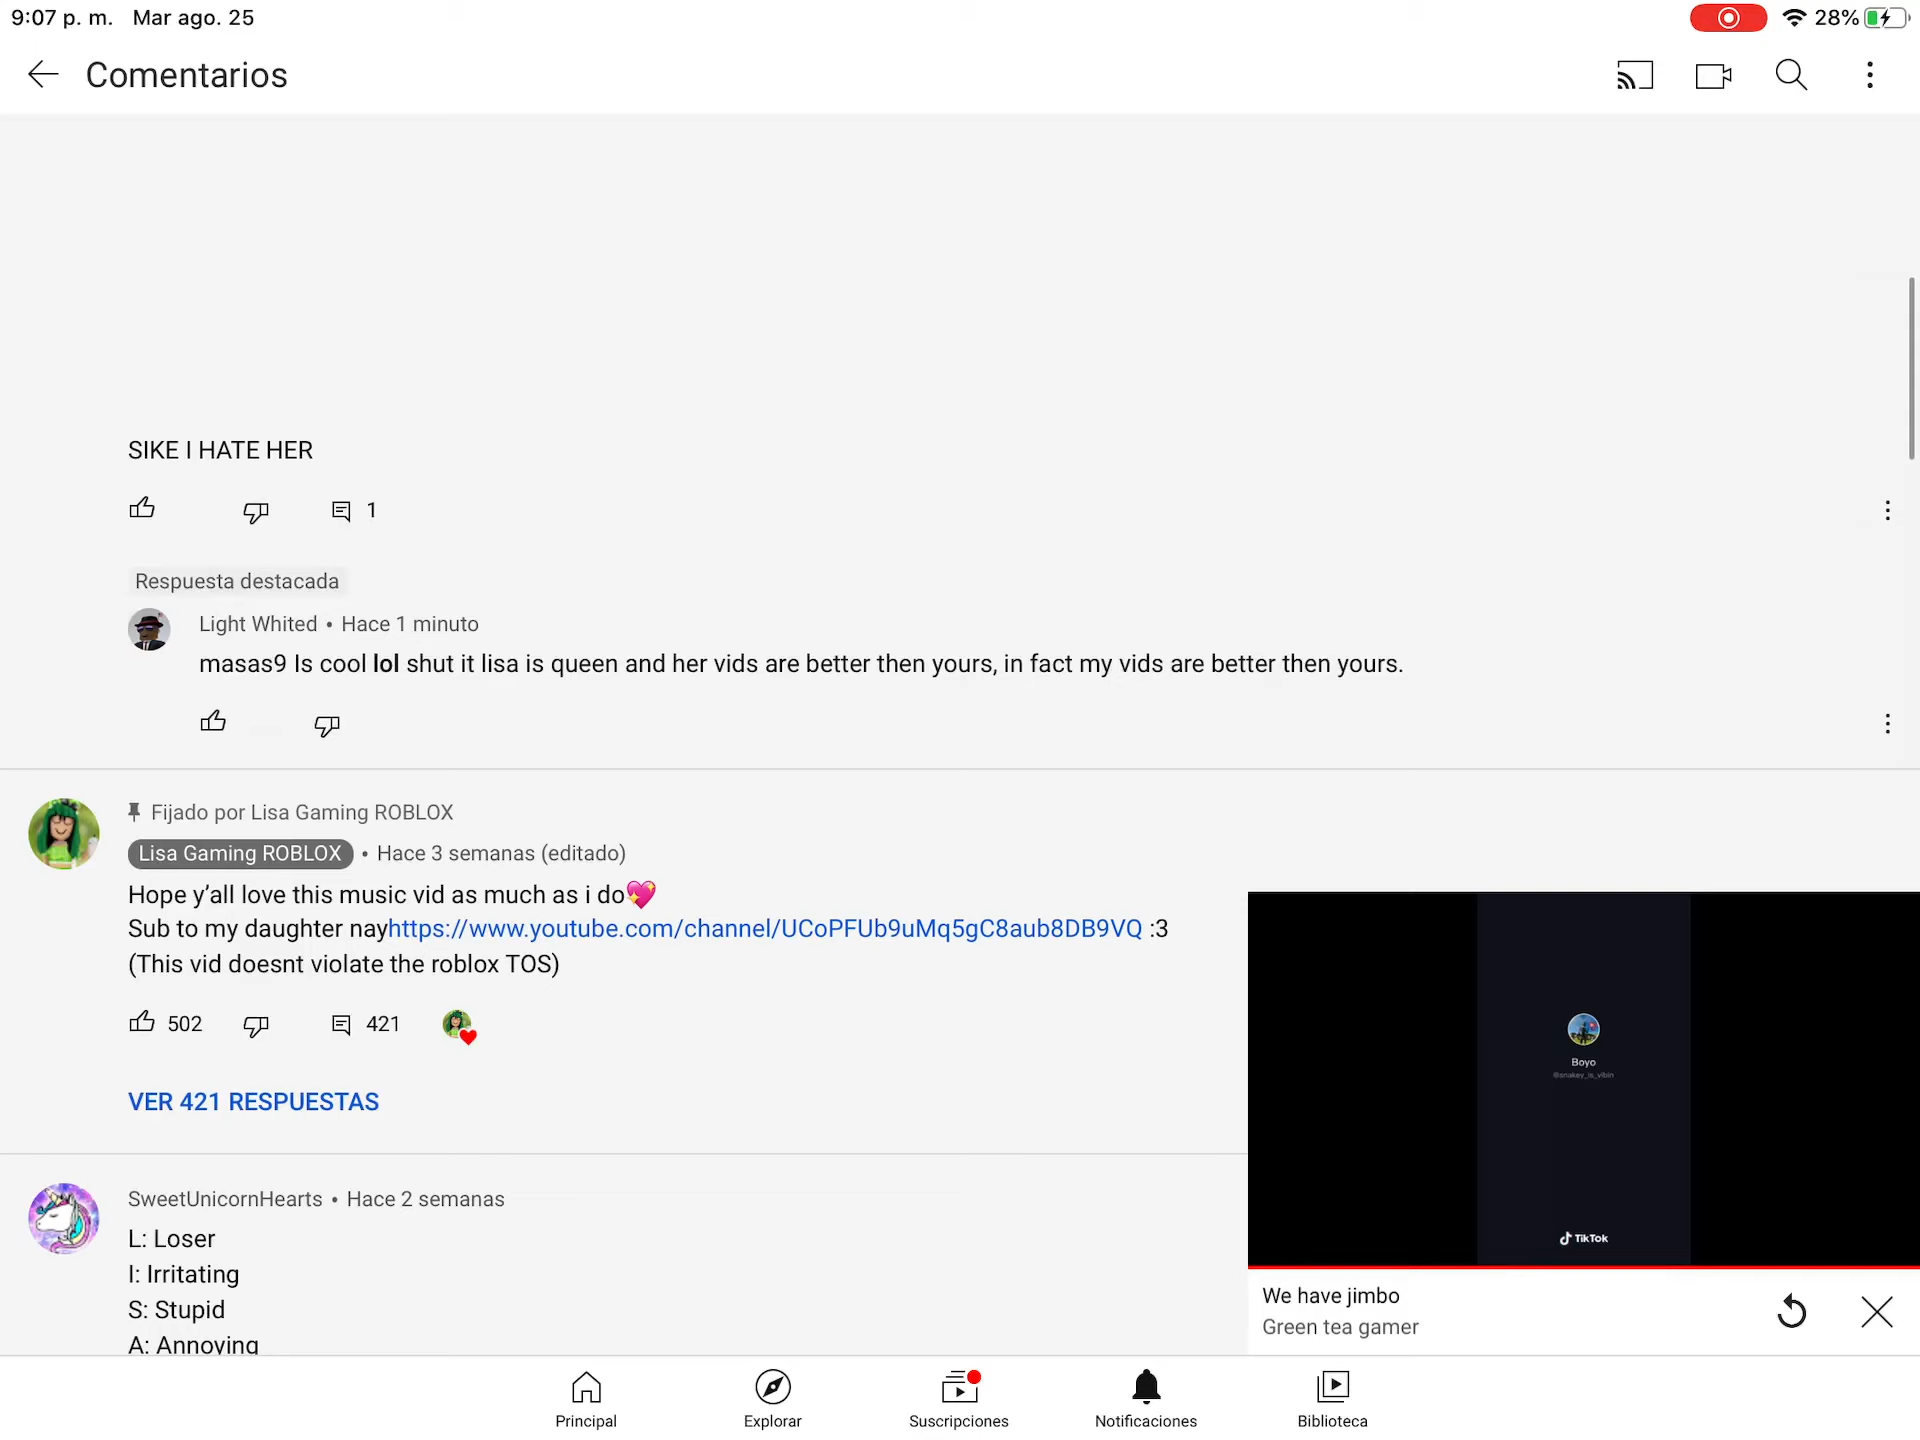 9:07 p. m. Mar ago. 25
28%
Comentarios
SIKE I HATE HER
1
Respuesta destacada
Light Whited • Hace 1 minuto
masas9 Is cool lol shut it lisa is queen and her vids are better then yours, in fact my vids are better then yours.
Fijado por Lisa Gaming ROBLOX
Lisa Gaming ROBLOX • Hace 3 semanas (editado)
Hope y’all love this music vid as much as i do💖
Sub to my daughter nayhttps://www.youtube.com/channel/UCoPFUb9uMq5gC8aub8DB9VQ :3
(This vid doesnt violate the roblox TOS)
502 421
VER 421 RESPUESTAS
SweetUnicornHearts • Hace 2 semanas
L: Loser
I: Irritating
S: Stupid
A: Annoying
Boyo
@snakey_is_vibin
TikTok
We have jimbo
Green tea gamer
Principal Explorar Suscripciones Notificaciones Biblioteca